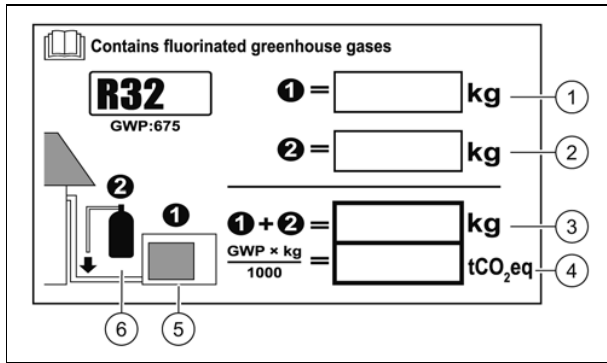 Contains fluorinated greenhouse gases
R32
GWP:675
❶ = kg ①
❷ = kg ②
❶+❷ = kg ③
GWP × kg
1000
= tCO₂eq ④
❷
❶
⑥ ⑤